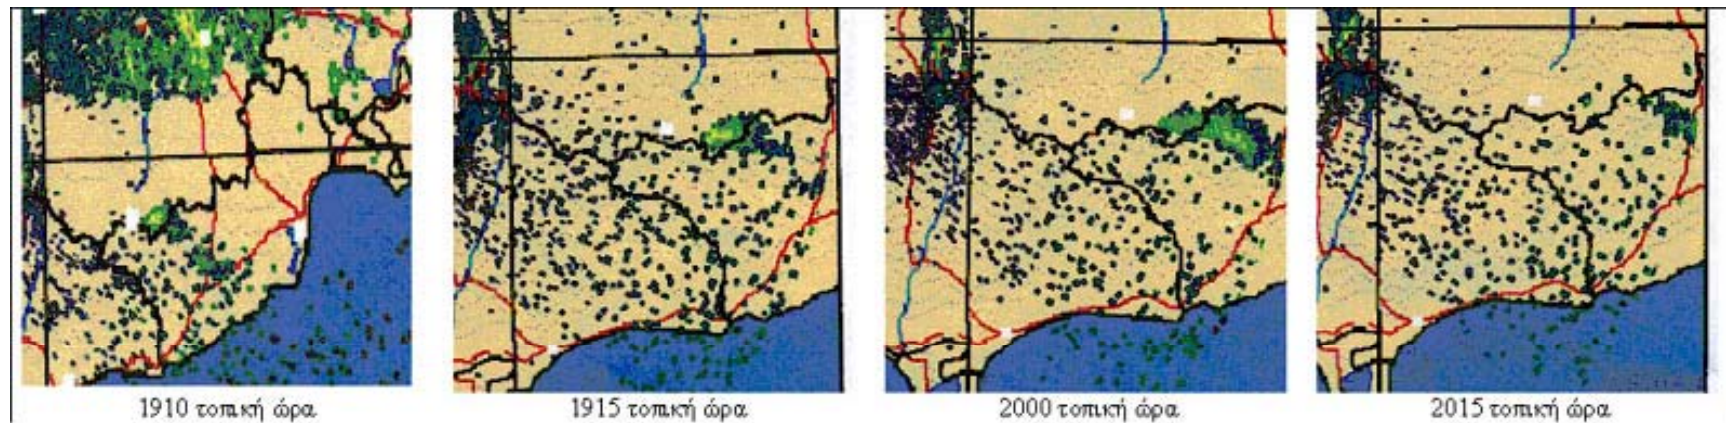 1910 τοπική ώρα
1915 τοπική ώρα
2000 τοπική ώρα
2015 τοπική ώρα